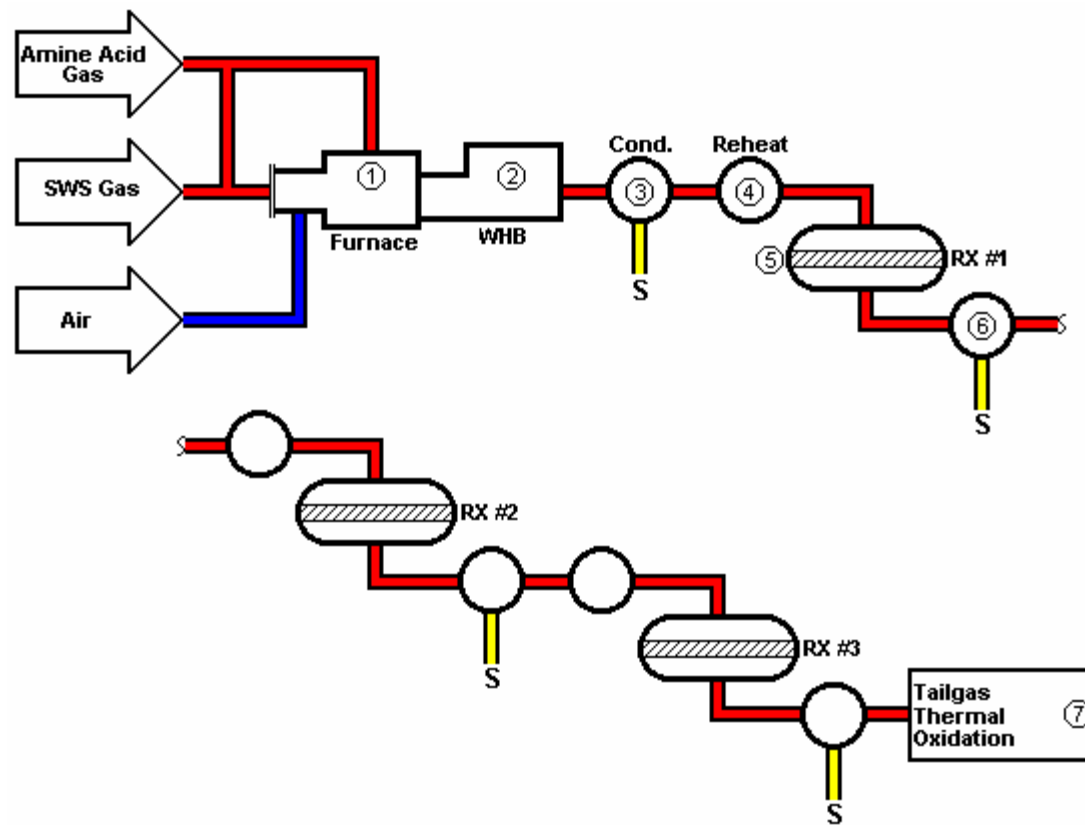 Amine Acid
Gas
SWS Gas
Air
1
Furnace
2
WHB
Cond.
3
S
Reheat
4
5
RX #1
6
S
RX #2
S
RX #3
S
Tailgas
Thermal
Oxidation
7